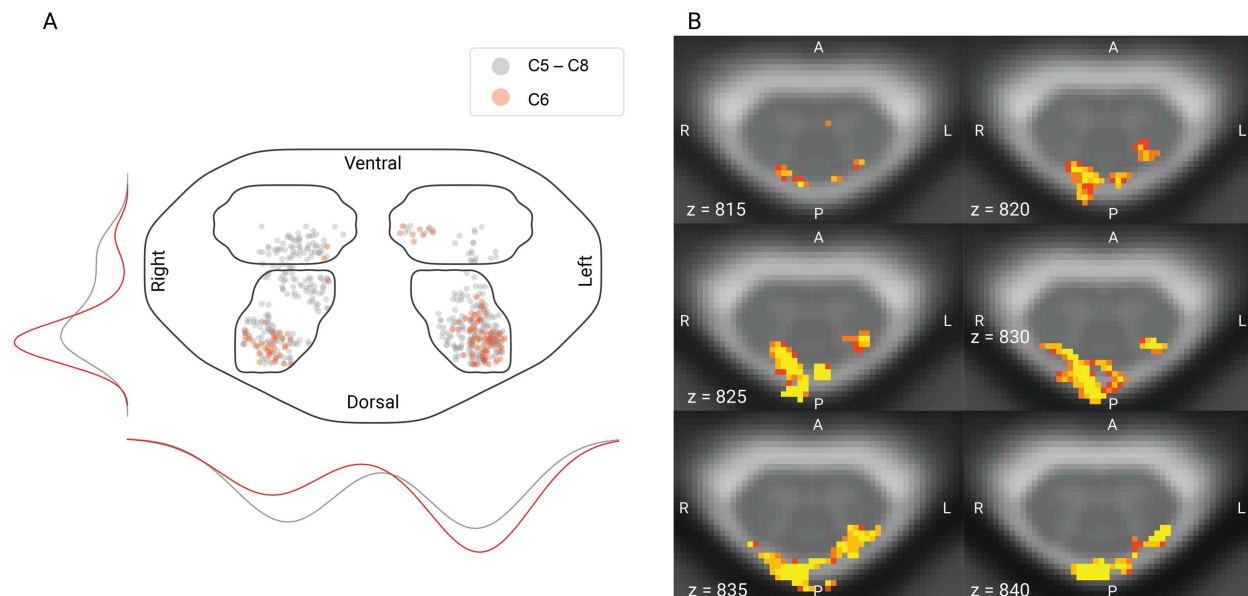 A
C5 – C8
C6
Ventral
Right
Left
Dorsal
B
A
A
R
L
R
L
z = 815
P
z = 820
P
A
A
R
L
R
z = 830
L
z = 825
P
P
A
A
R
L
R
L
z = 835
P
z = 840
P